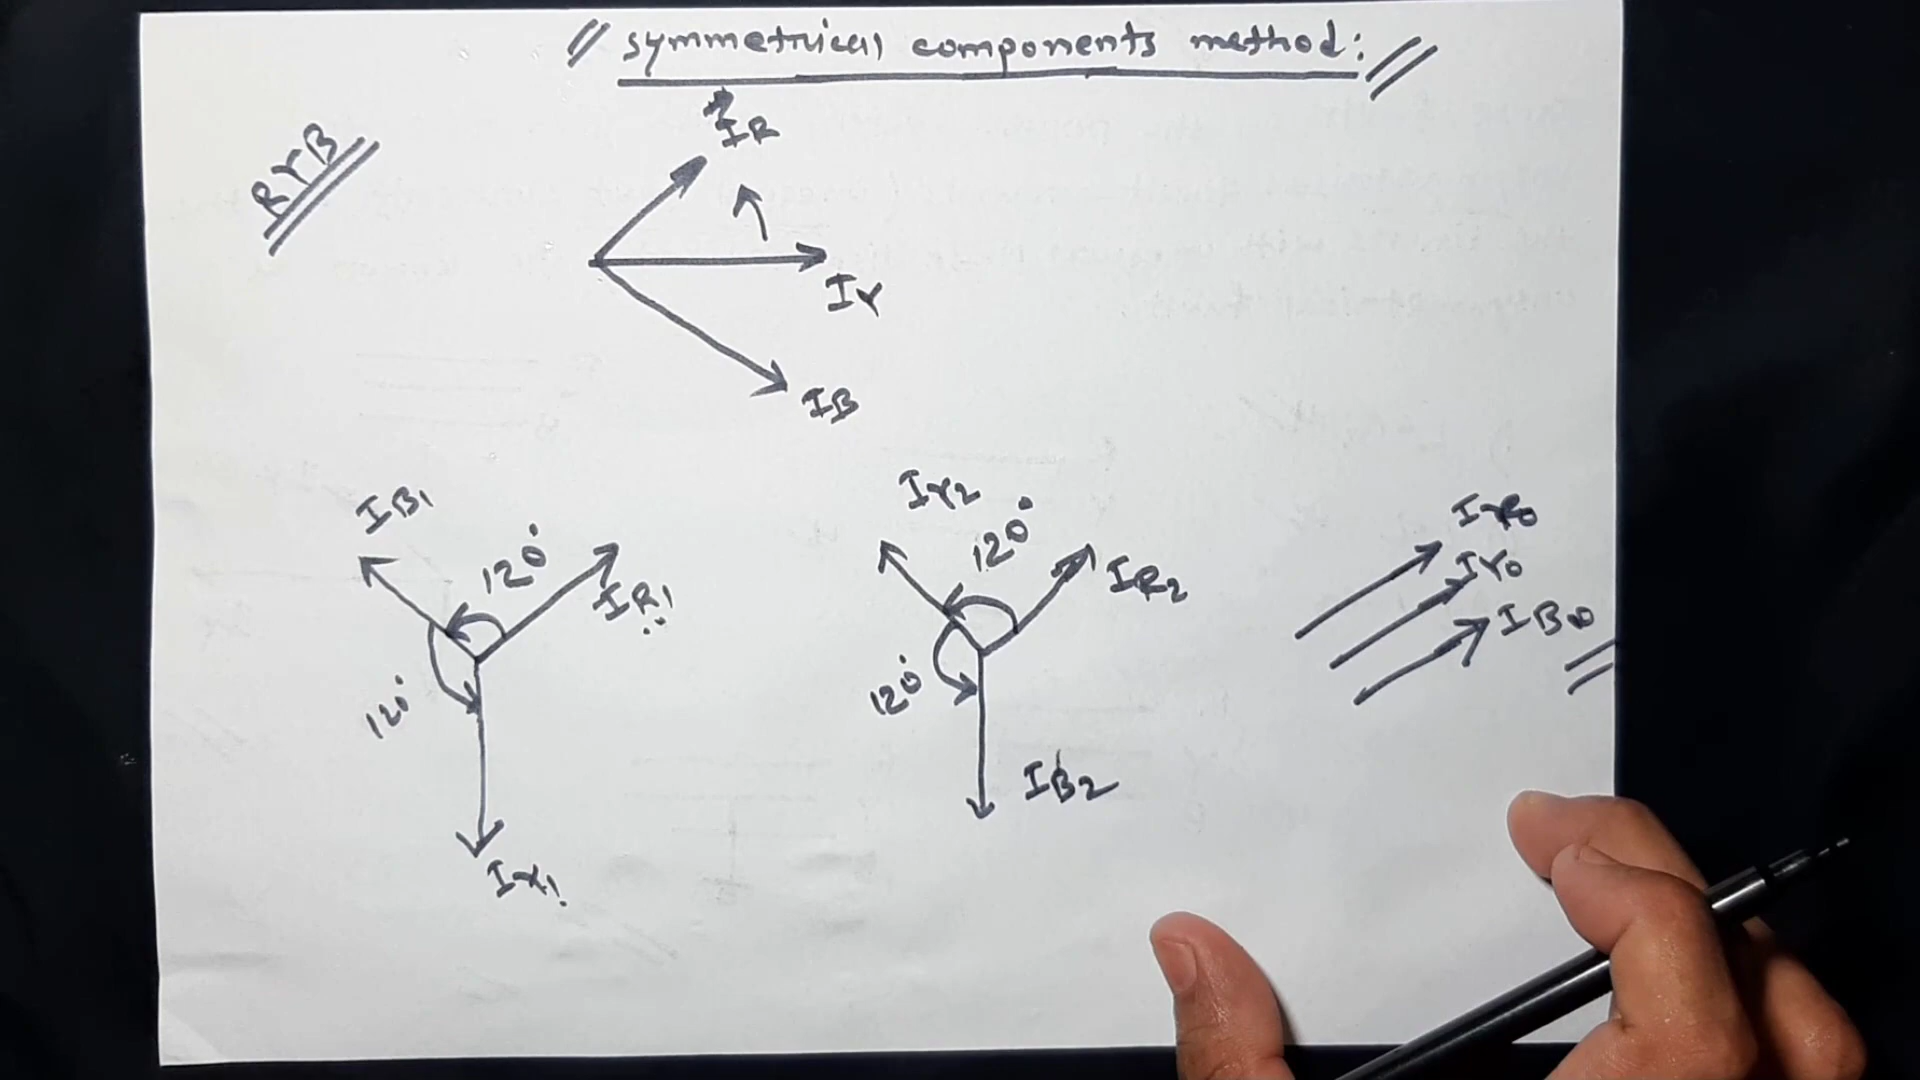 // symmetrical components method: //
RYB
IR
IY
IB
IB1
120°
IR1
120°
IY1
IY2
120°
IR2
120°
IB2
IY0
IB0